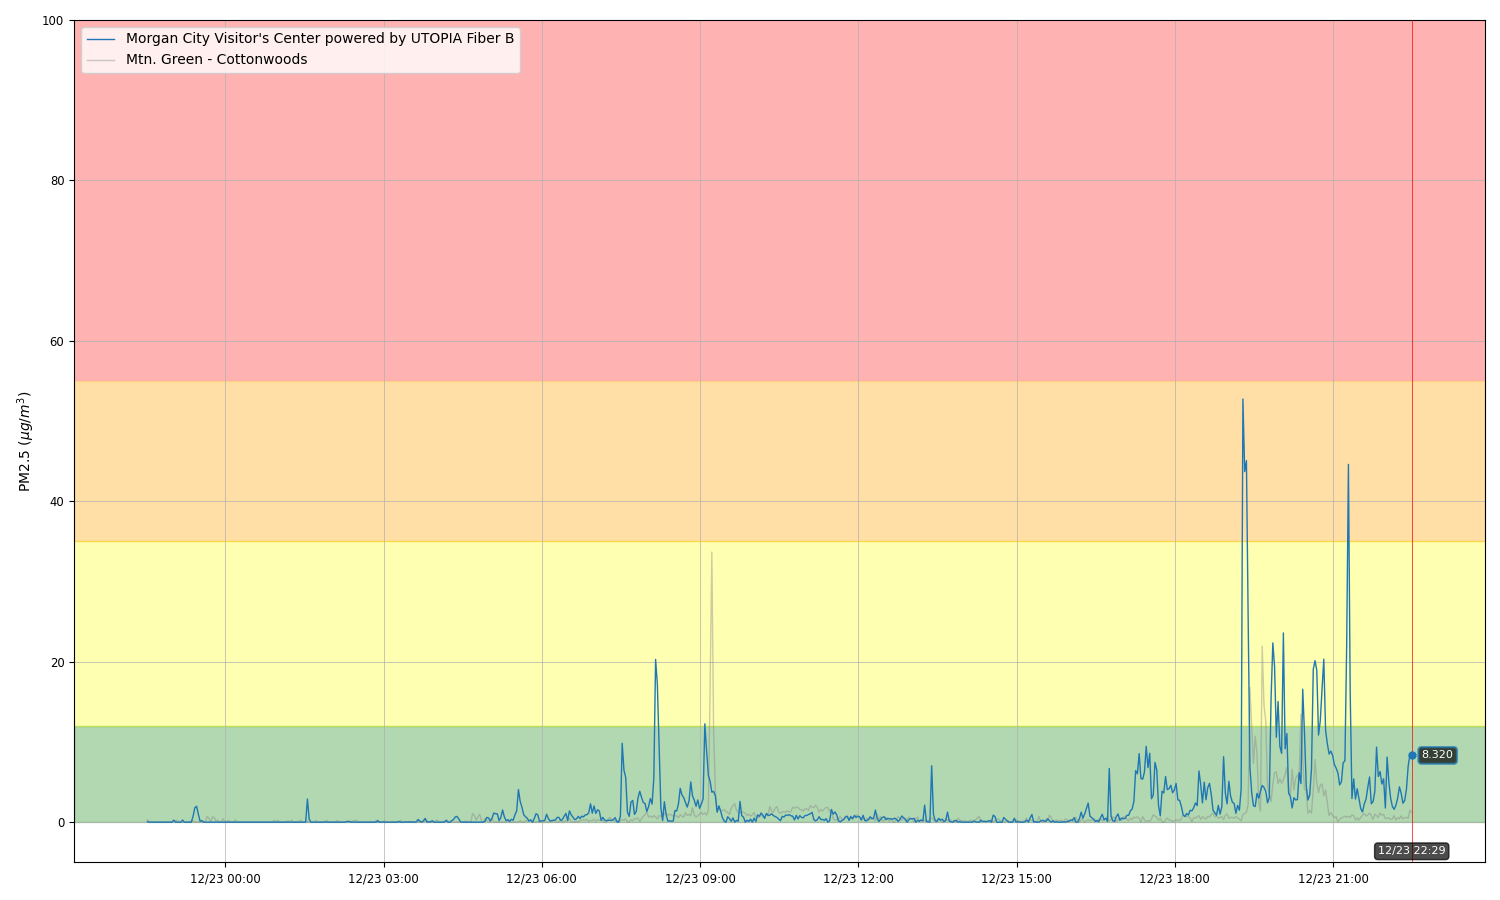 100
Morgan City Visitor's Center powered by UTOPIA Fiber B
Mtn. Green - Cottonwoods
80
60
PM2.5 (μg/m³)
40
20
8.320
0
12/23 22:29
12/23 00:00 12/23 03:00 12/23 06:00 12/23 09:00 12/23 12:00 12/23 15:00 12/23 18:00 12/23 21:00